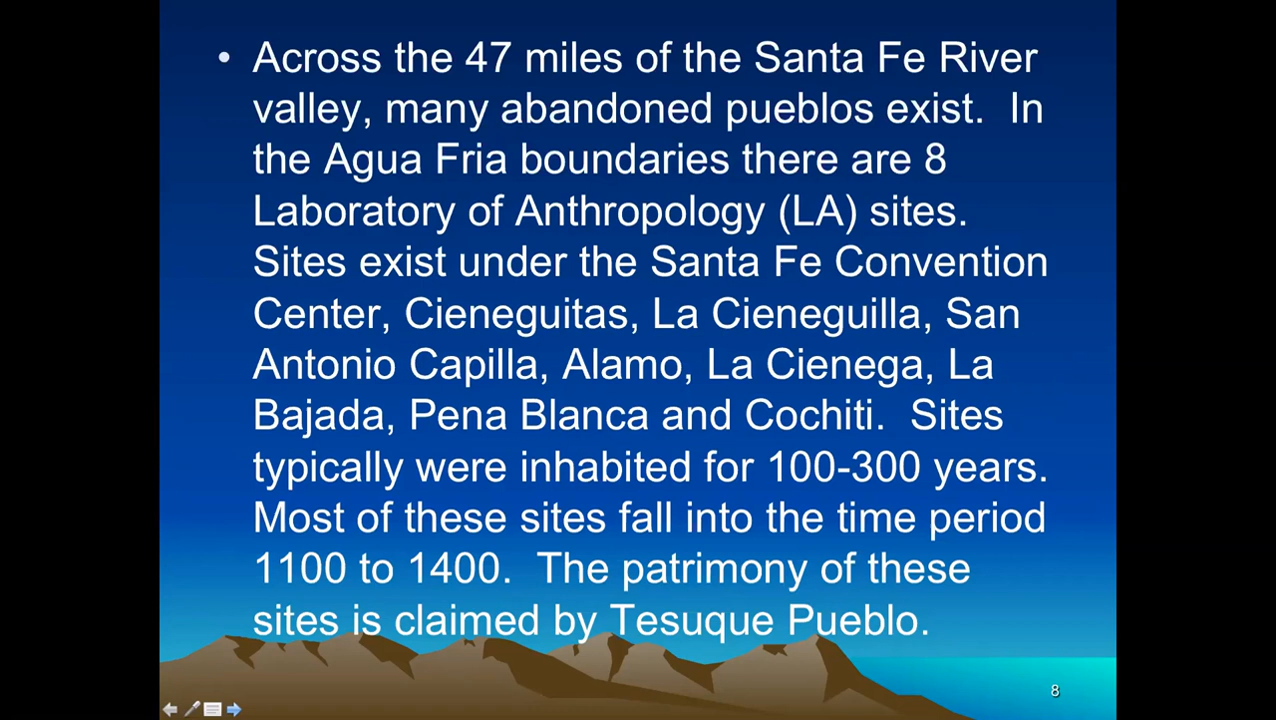 • Across the 47 miles of the Santa Fe River
valley, many abandoned pueblos exist.  In
the Agua Fria boundaries there are 8
Laboratory of Anthropology (LA) sites.
Sites exist under the Santa Fe Convention
Center, Cieneguitas, La Cieneguilla, San
Antonio Capilla, Alamo, La Cienega, La
Bajada, Pena Blanca and Cochiti.  Sites
typically were inhabited for 100-300 years.
Most of these sites fall into the time period
1100 to 1400.  The patrimony of these
sites is claimed by Tesuque Pueblo.
8